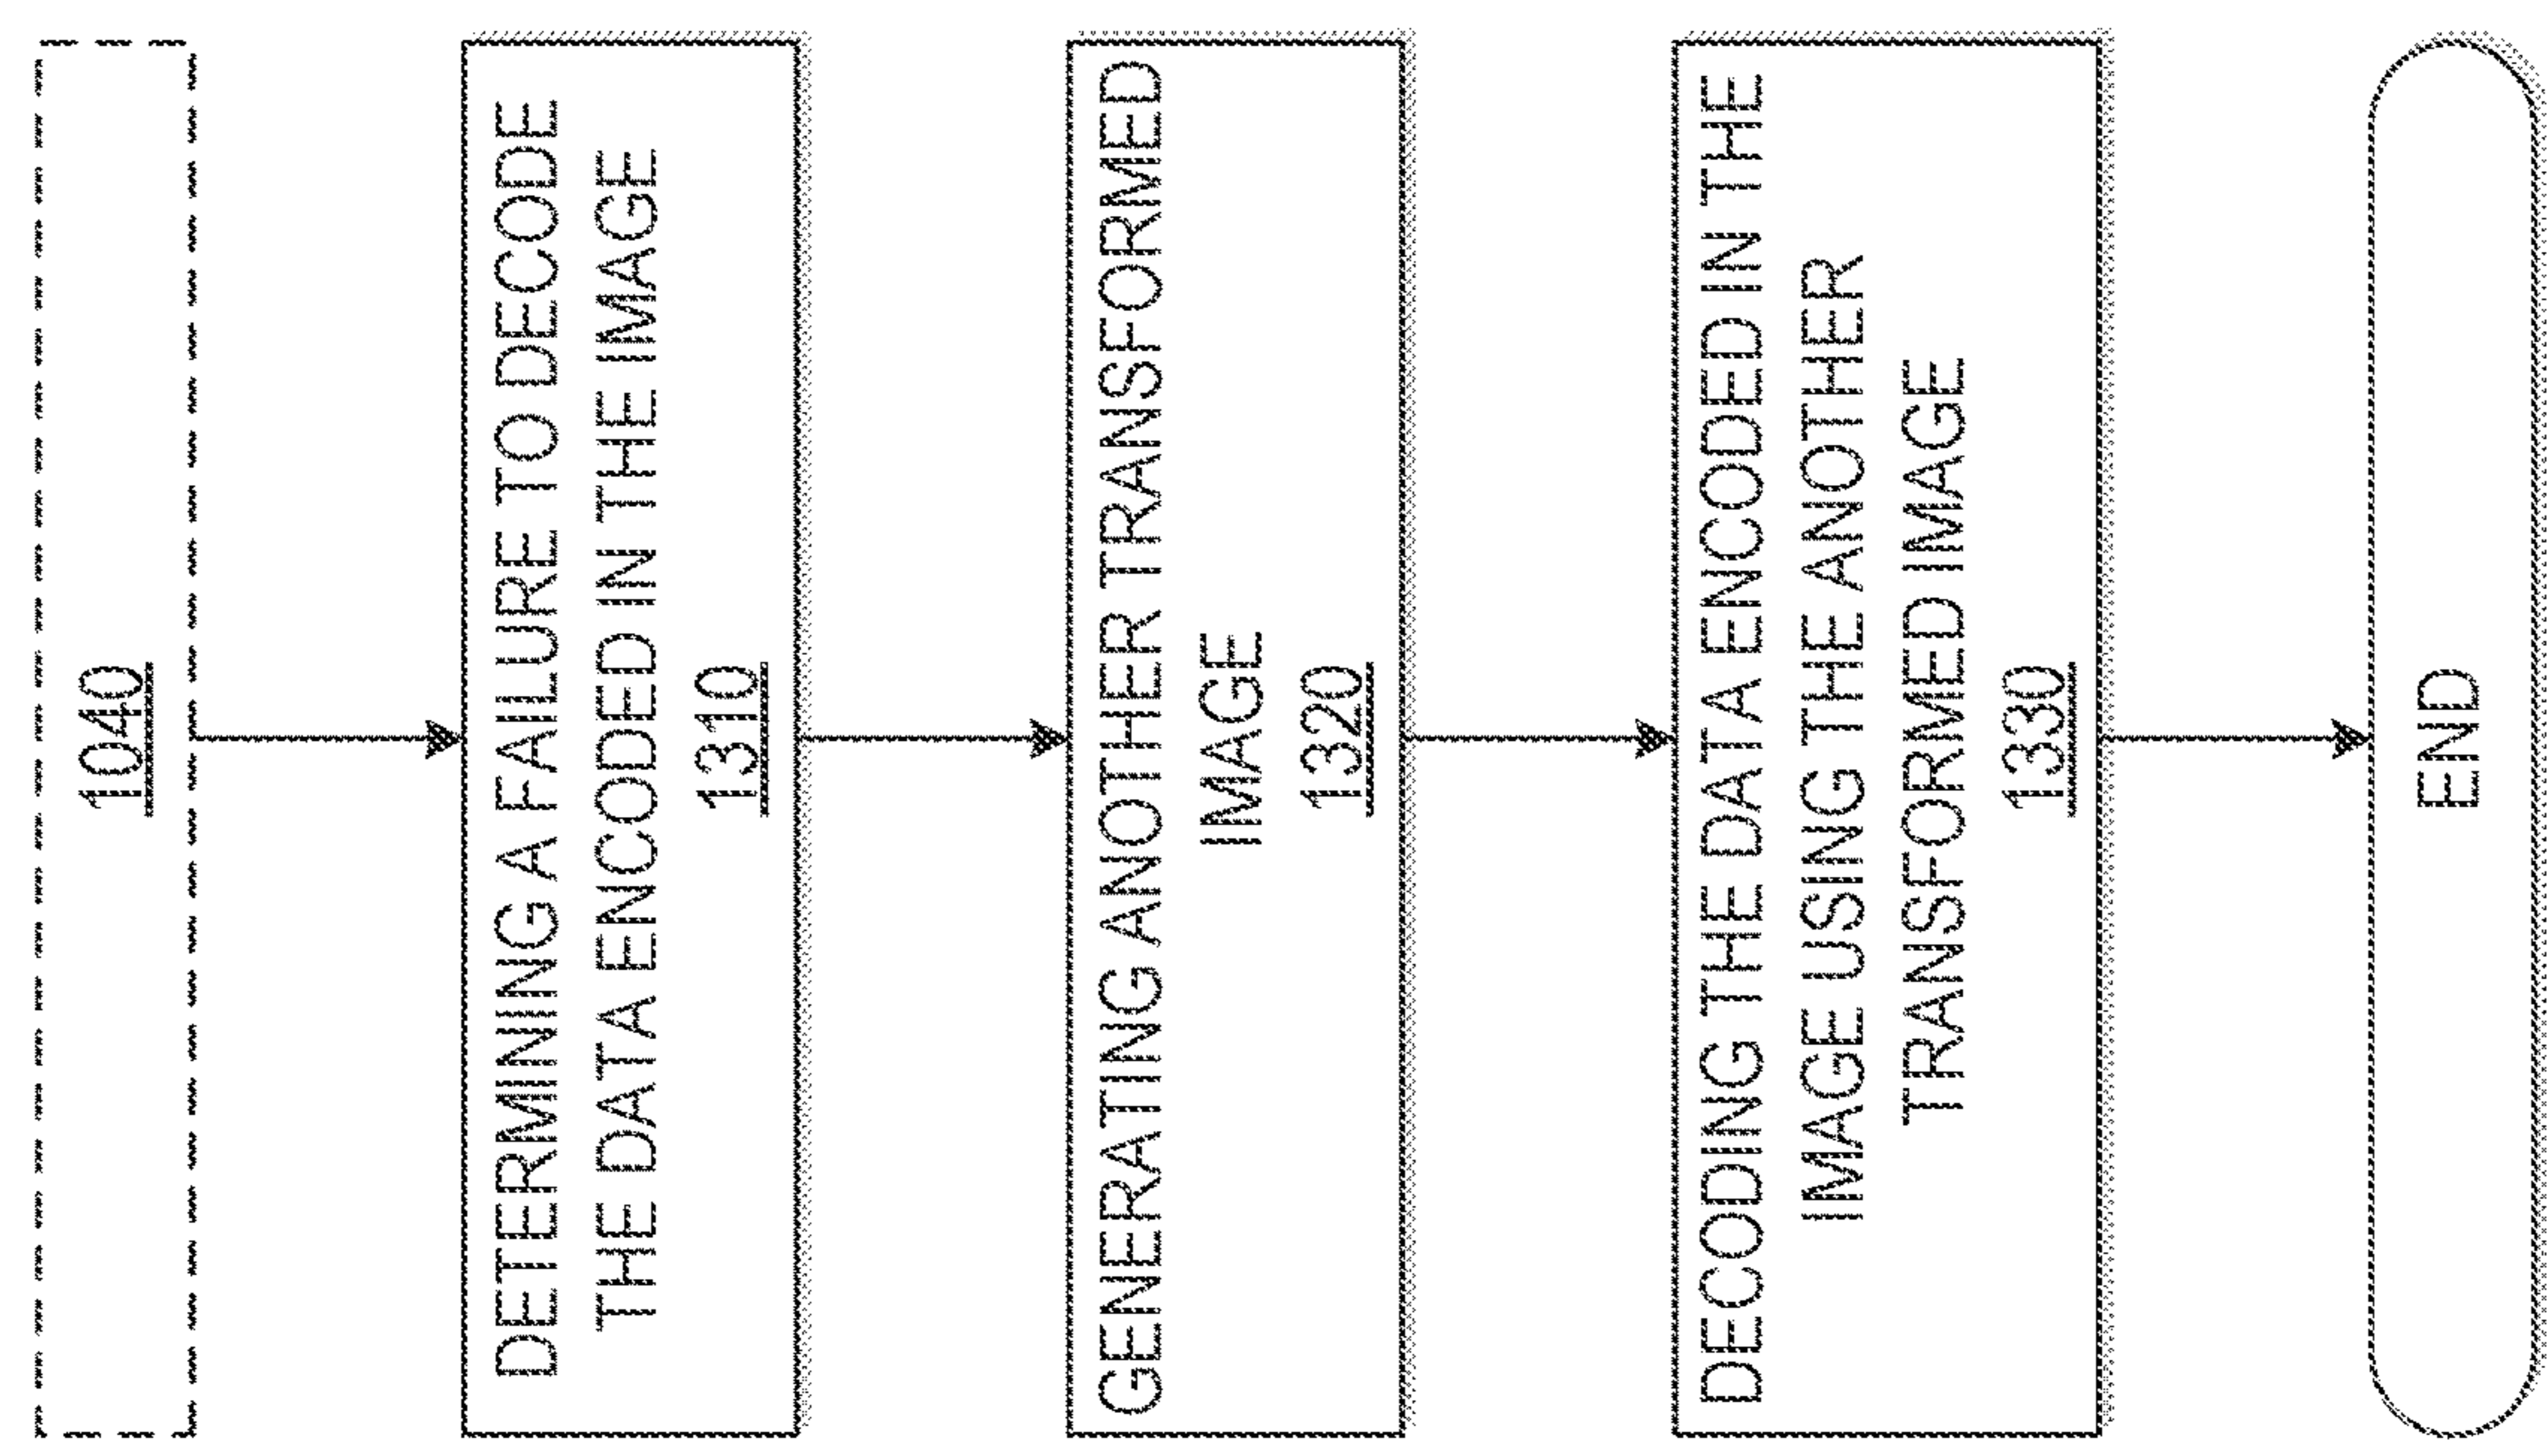 1040
DETERMINING A FAILURE TO DECODE
THE DATA ENCODED IN THE IMAGE
1310
GENERATING ANOTHER TRANSFORMED
IMAGE
1320
DECODING THE DATA ENCODED IN THE
IMAGE USING THE ANOTHER
TRANSFORMED IMAGE
1330
END